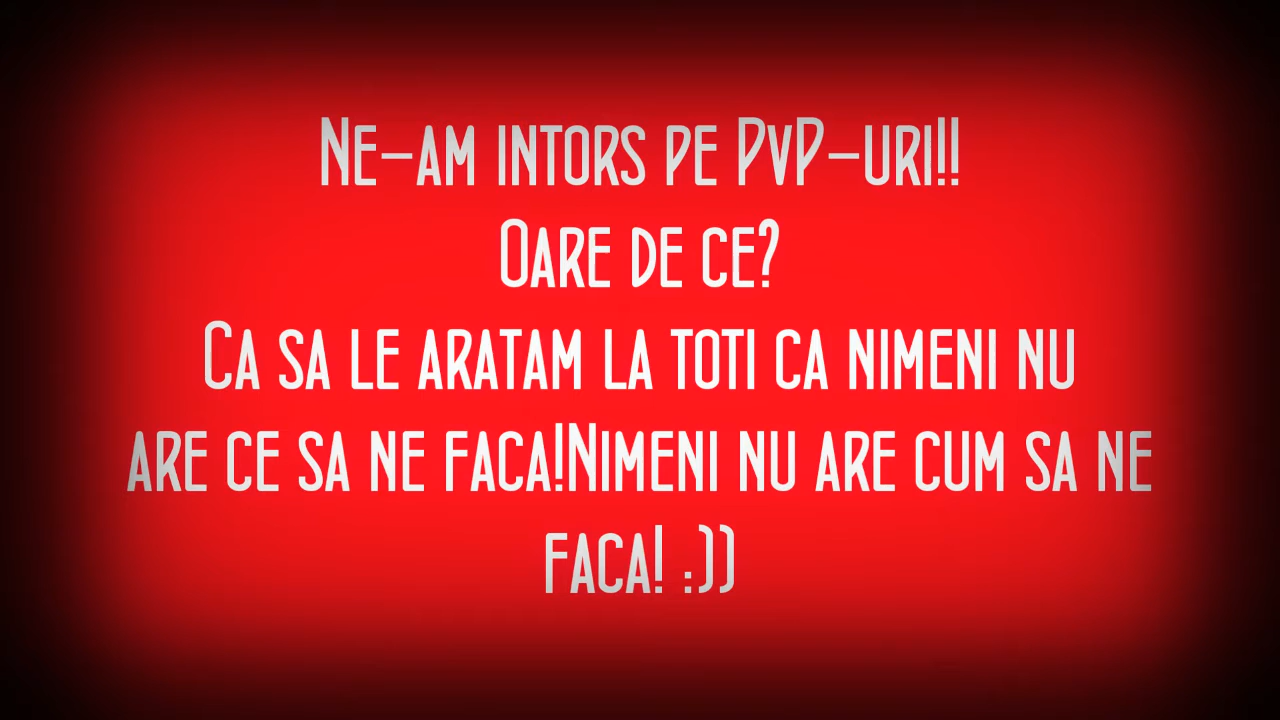 Ne-am intors pe PvP-uri!!
Oare de ce?
Ca sa le aratam la toti ca nimeni nu
are ce sa ne faca!Nimeni nu are cum sa ne
faca! :))